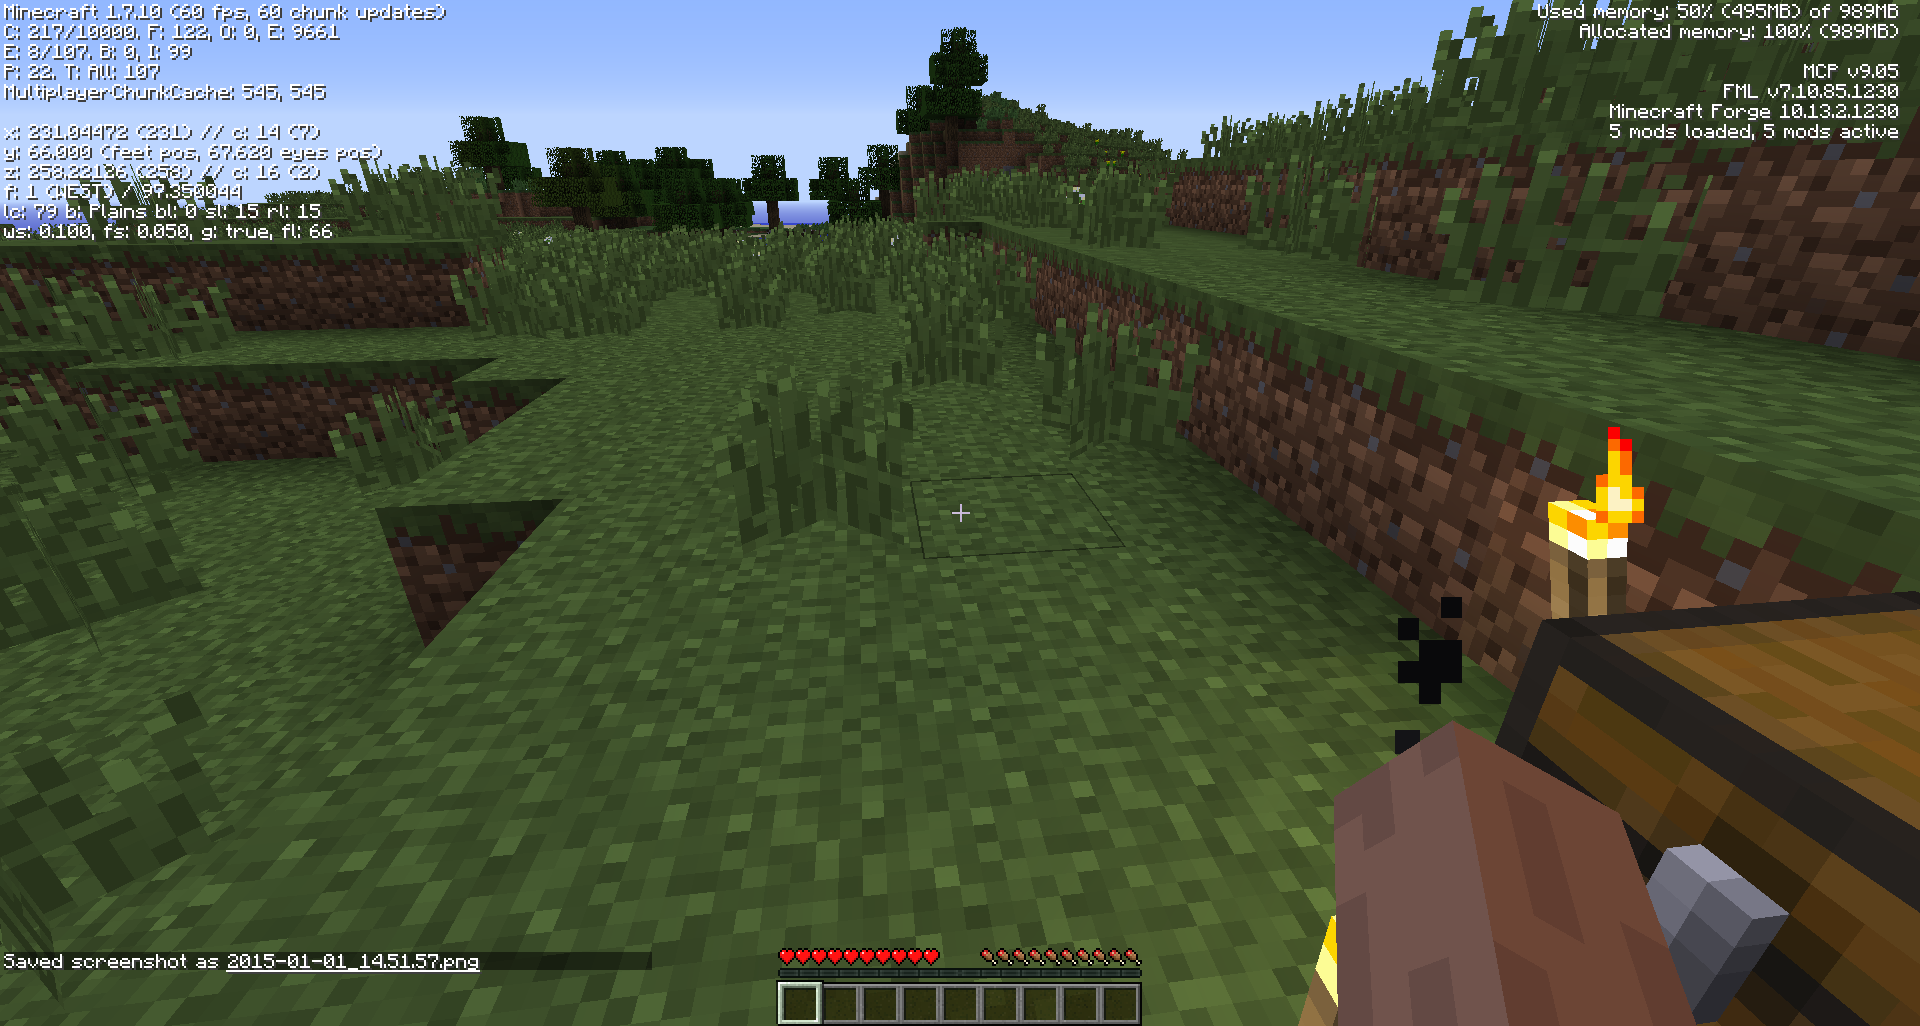 Minecraft 1.7.10 (60 fps, 60 chunk updates)
C: 217/10000. F: 122, O: 0, E: 9661
E: 8/107. B: 0, I: 99
P: 22. T: All: 107
MultiplayerChunkCache: 545, 545
x: 231.04472 (231) // c: 14 (7)
y: 66.000 (feet pos, 67.620 eyes pos)
z: 258.22136 (258) // c: 16 (2)
f: 1 (WEST) / 97.350044
lc: 79 b: Plains bl: 0 sl: 15 rl: 15
ws: 0.100, fs: 0.050, g: true, fl: 66
Used memory: 50% (495MB) of 989MB
Allocated memory: 100% (989MB)
MCP v9.05
FML v7.10.85.1230
Minecraft Forge 10.13.2.1230
5 mods loaded, 5 mods active
Saved screenshot as 2015-01-01_14.51.57.png